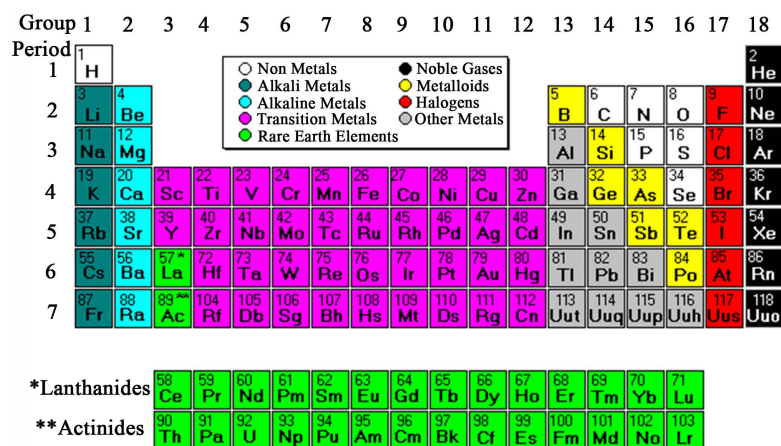 Group 1 2 3 4 5 6 7 8 9 10 11 12 13 14 15 16 17 18
Period
Non Metals
Alkali Metals
Alkaline Metals
Transition Metals
Rare Earth Elements
Noble Gases
Metalloids
Halogens
Other Metals
1 1 H 2 He
2 3 Li 4 Be 5 B 6 C 7 N 8 O 9 F 10 Ne
3 11 Na 12 Mg 13 Al 14 Si 15 P 16 S 17 Cl 18 Ar
4 19 K 20 Ca 21 Sc 22 Ti 23 V 24 Cr 25 Mn 26 Fe 27 Co 28 Ni 29 Cu 30 Zn 31 Ga 32 Ge 33 As 34 Se 35 Br 36 Kr
5 37 Rb 38 Sr 39 Y 40 Zr 41 Nb 42 Mo 43 Tc 44 Ru 45 Rh 46 Pd 47 Ag 48 Cd 49 In 50 Sn 51 Sb 52 Te 53 I 54 Xe
6 55 Cs 56 Ba 57 * La 72 Hf 73 Ta 74 W 75 Re 76 Os 77 Ir 78 Pt 79 Au 80 Hg 81 Tl 82 Pb 83 Bi 84 Po 85 At 86 Rn
7 87 Fr 88 Ra 89 ** Ac 104 Rf 105 Db 106 Sg 107 Bh 108 Hs 109 Mt 110 Ds 111 Rg 112 Cn 113 Uut 114 Uuq 115 Uup 116 Uuh 117 Uus 118 Uuo
*Lanthanides 58 Ce 59 Pr 60 Nd 61 Pm 62 Sm 63 Eu 64 Gd 65 Tb 66 Dy 67 Ho 68 Er 69 Tm 70 Yb 71 Lu
**Actinides 90 Th 91 Pa 92 U 93 Np 94 Pu 95 Am 96 Cm 97 Bk 98 Cf 99 Es 100 Fm 101 Md 102 No 103 Lr